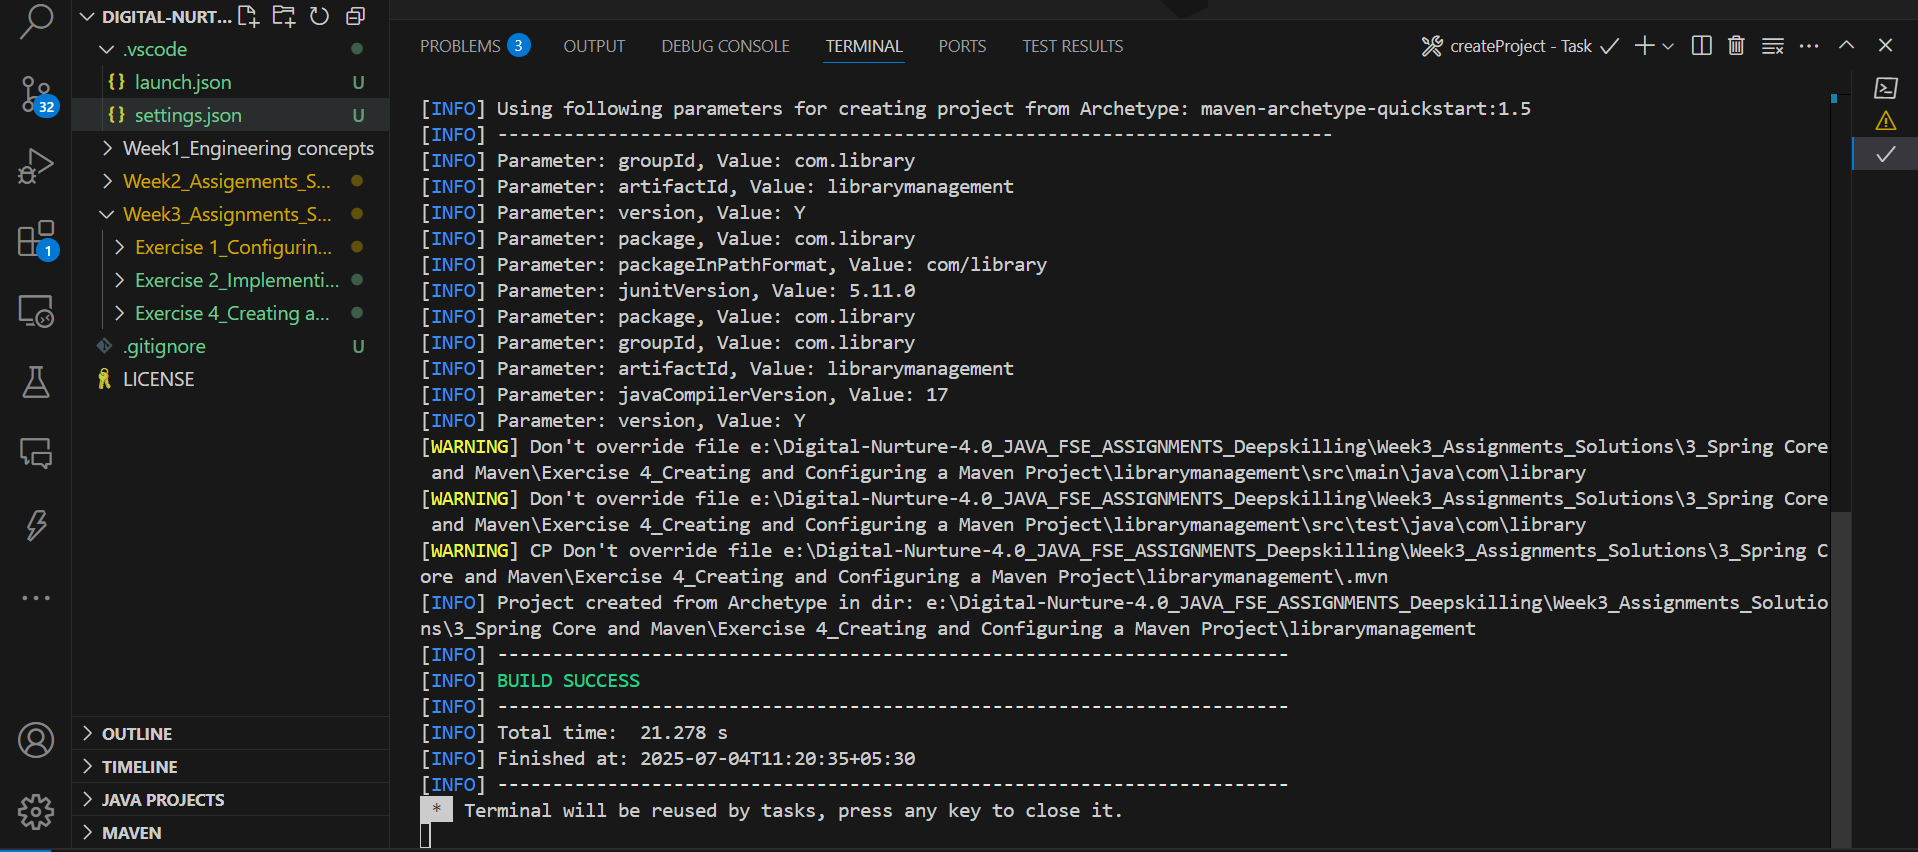 DIGITAL-NURT...
.vscode
{} launch.json U
{} settings.json U
Week1_Engineering concepts
Week2_Assigements_S...
Week3_Assignments_S...
Exercise 1_Configurin...
Exercise 2_Implementi...
Exercise 4_Creating a...
.gitignore U
LICENSE
32
1
OUTLINE
TIMELINE
JAVA PROJECTS
MAVEN
PROBLEMS 3 OUTPUT DEBUG CONSOLE TERMINAL PORTS TEST RESULTS createProject - Task
[INFO] Using following parameters for creating project from Archetype: maven-archetype-quickstart:1.5
[INFO] ----------------------------------------------------------------------------
[INFO] Parameter: groupId, Value: com.library
[INFO] Parameter: artifactId, Value: librarymanagement
[INFO] Parameter: version, Value: Y
[INFO] Parameter: package, Value: com.library
[INFO] Parameter: packageInPathFormat, Value: com/library
[INFO] Parameter: junitVersion, Value: 5.11.0
[INFO] Parameter: package, Value: com.library
[INFO] Parameter: groupId, Value: com.library
[INFO] Parameter: artifactId, Value: librarymanagement
[INFO] Parameter: javaCompilerVersion, Value: 17
[INFO] Parameter: version, Value: Y
[WARNING] Don't override file e:\Digital-Nurture-4.0_JAVA_FSE_ASSIGNMENTS_Deepskilling\Week3_Assignments_Solutions\3_Spring Core
and Maven\Exercise 4_Creating and Configuring a Maven Project\librarymanagement\src\main\java\com\library
[WARNING] Don't override file e:\Digital-Nurture-4.0_JAVA_FSE_ASSIGNMENTS_Deepskilling\Week3_Assignments_Solutions\3_Spring Core
and Maven\Exercise 4_Creating and Configuring a Maven Project\librarymanagement\src\test\java\com\library
[WARNING] CP Don't override file e:\Digital-Nurture-4.0_JAVA_FSE_ASSIGNMENTS_Deepskilling\Week3_Assignments_Solutions\3_Spring C
ore and Maven\Exercise 4_Creating and Configuring a Maven Project\librarymanagement\.mvn
[INFO] Project created from Archetype in dir: e:\Digital-Nurture-4.0_JAVA_FSE_ASSIGNMENTS_Deepskilling\Week3_Assignments_Solutio
ns\3_Spring Core and Maven\Exercise 4_Creating and Configuring a Maven Project\librarymanagement
[INFO] ------------------------------------------------------------------------
[INFO] BUILD SUCCESS
[INFO] ------------------------------------------------------------------------
[INFO] Total time:  21.278 s
[INFO] Finished at: 2025-07-04T11:20:35+05:30
[INFO] ------------------------------------------------------------------------
* Terminal will be reused by tasks, press any key to close it.